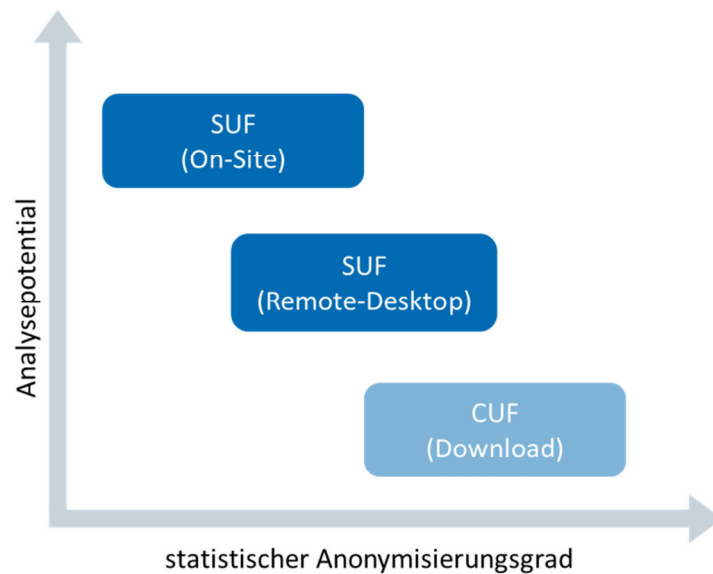 SUF
(On-Site)
SUF
(Remote-Desktop)
CUF
(Download)
Analysepotential
statistischer Anonymisierungsgrad